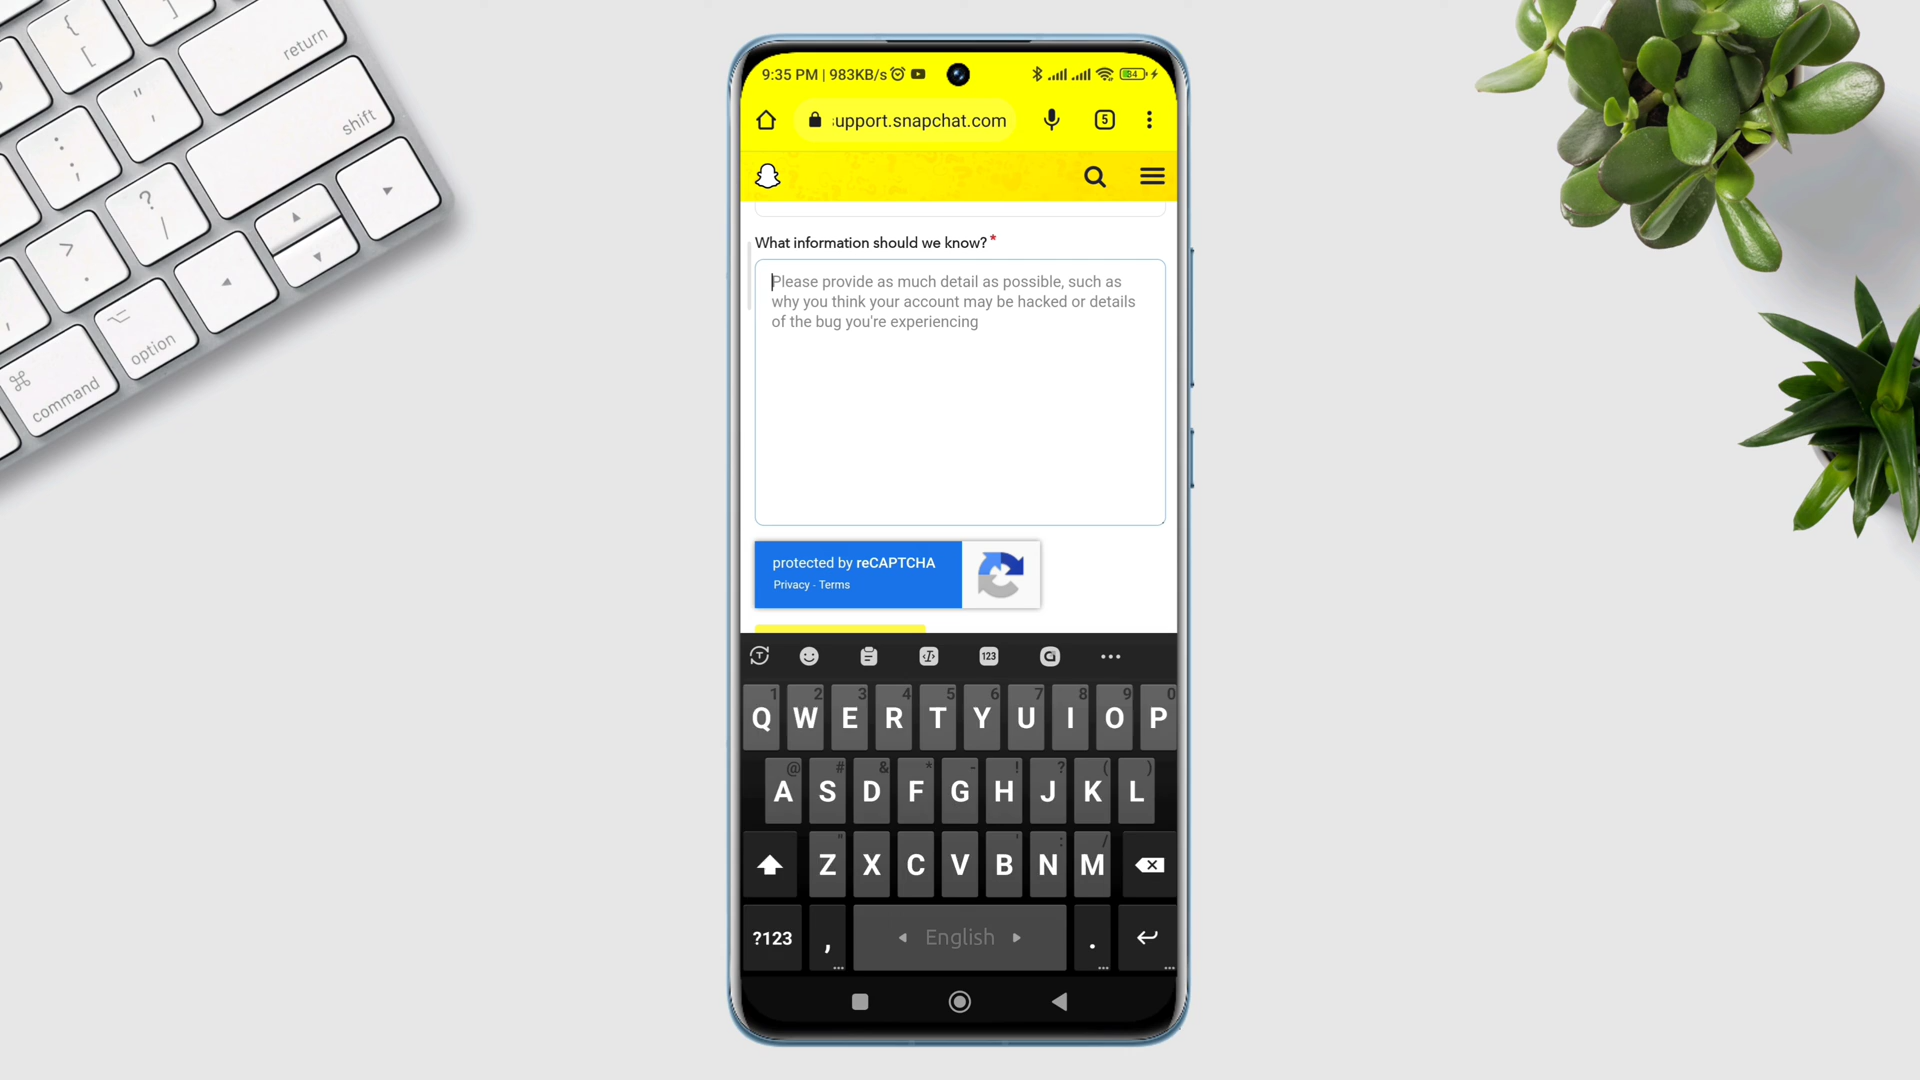 return
shift
option
command
9:35 PM | 983KB/s
84
support.snapchat.com
5
What information should we know? *
Please provide as much detail as possible, such as
why you think your account may be hacked or details
of the bug you're experiencing
protected by reCAPTCHA
Privacy - Terms
123
1 2 3 4 5 6 7 8 9 0
Q W E R T Y U I O P
@ # & * - ! ? ( )
A S D F G H J K L
" ' : /
Z X C V B N M
?123 , English .